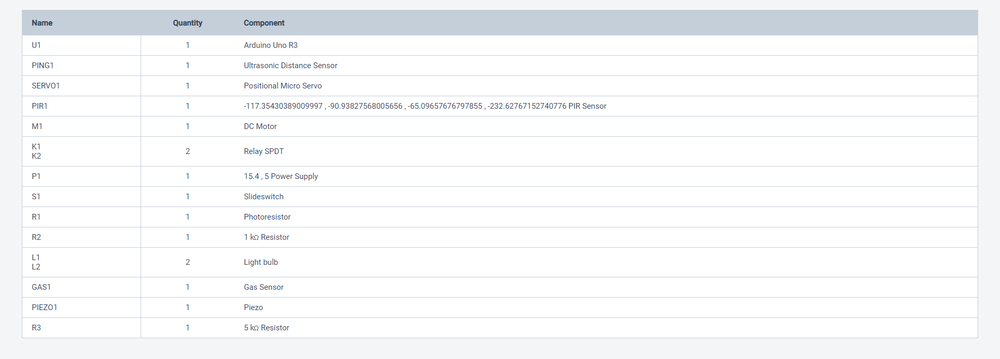 Name Quantity Component
U1 1 Arduino Uno R3
PING1 1 Ultrasonic Distance Sensor
SERVO1 1 Positional Micro Servo
PIR1 1 -117.35430389009997 , -90.93827568005656 , -65.09657676797855 , -232.62767152740776 PIR Sensor
M1 1 DC Motor
K1
K2
2 Relay SPDT
P1 1 15.4 , 5 Power Supply
S1 1 Slideswitch
R1 1 Photoresistor
R2 1 1 kΩ Resistor
L1
L2
2 Light bulb
GAS1 1 Gas Sensor
PIEZO1 1 Piezo
R3 1 5 kΩ Resistor